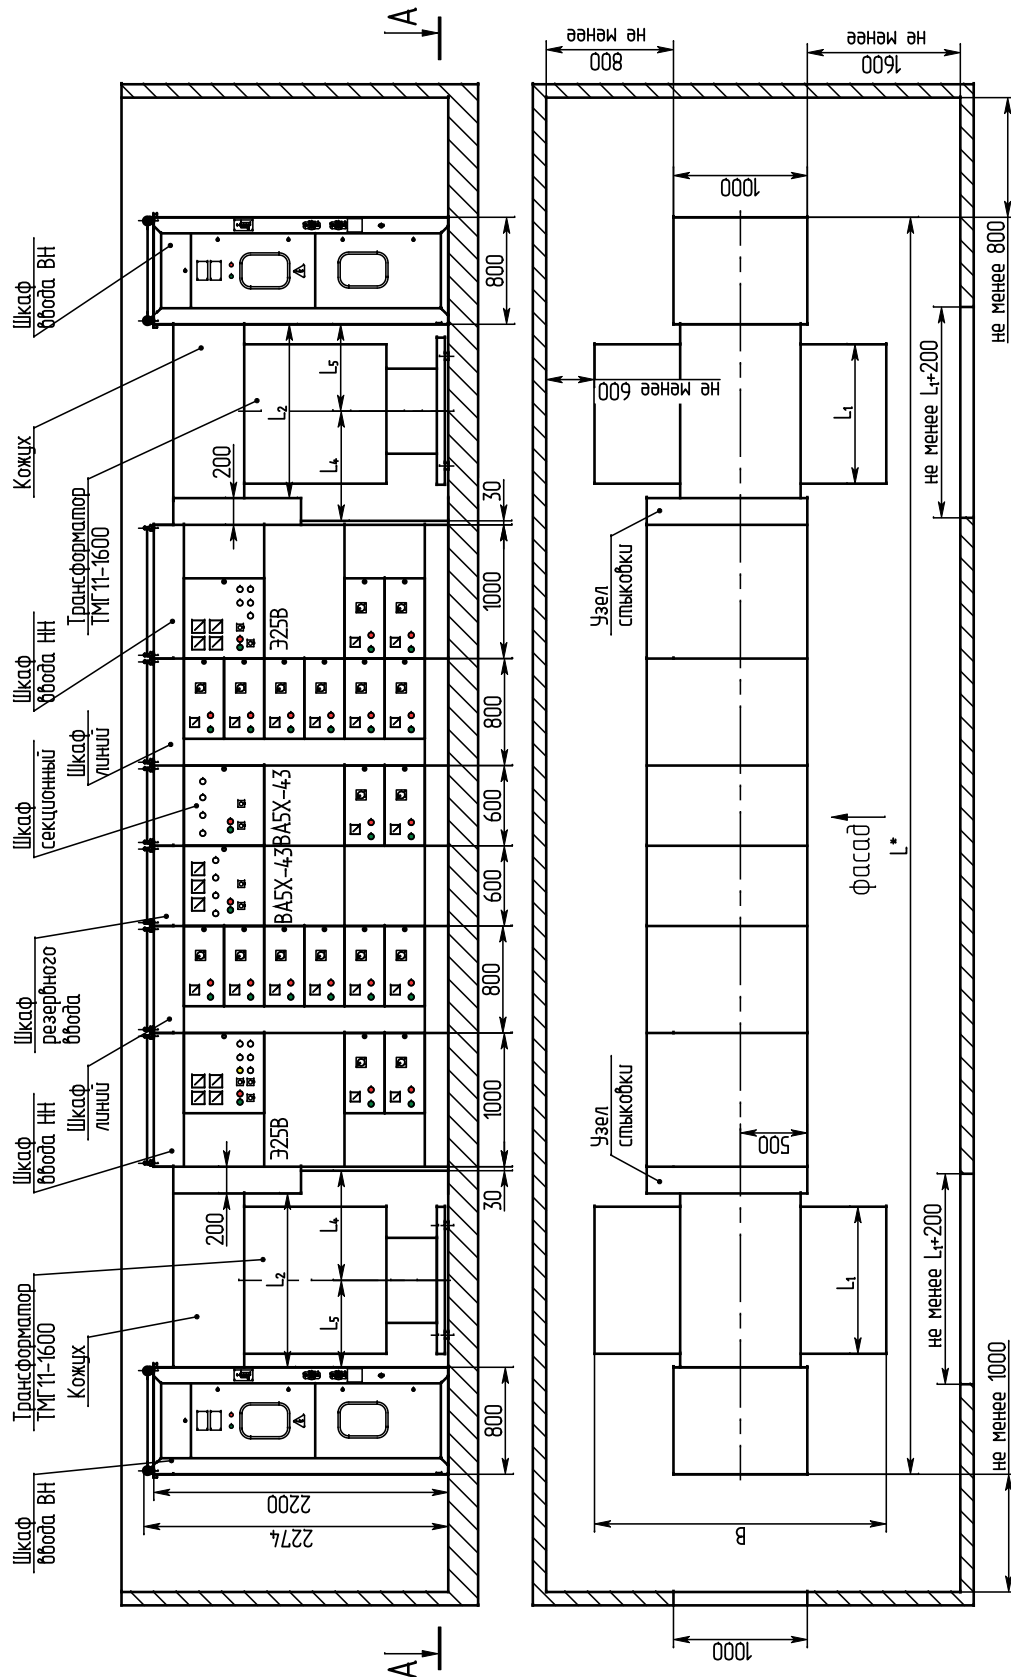 А
А
Шкаф
ввода ВН
Трансформатор
ТМГ11-1600
Кожух
Шкаф
ввода НН
Шкаф
линий
Шкаф
резервного
ввода
Шкаф
секционный
Шкаф
линий
Шкаф
ввода НН
Трансформатор
ТМГ11-1600
Кожух
Шкаф
ввода ВН
2274
2200
200
L₂
L₅
L₄
Э25В
ВА5Х-43
ВА5Х-43
Э25В
200
L₂
L₄
L₅
800
30
1000
800
600
600
800
1000
30
800
1000
В
L₁
Узел
стыковки
500
Узел
стыковки
L₁
600
не менее
1000
800
не менее
1600
не менее
фасад
L*
не менее L₁+200
не менее L₁+200
не менее 1000
не менее 800